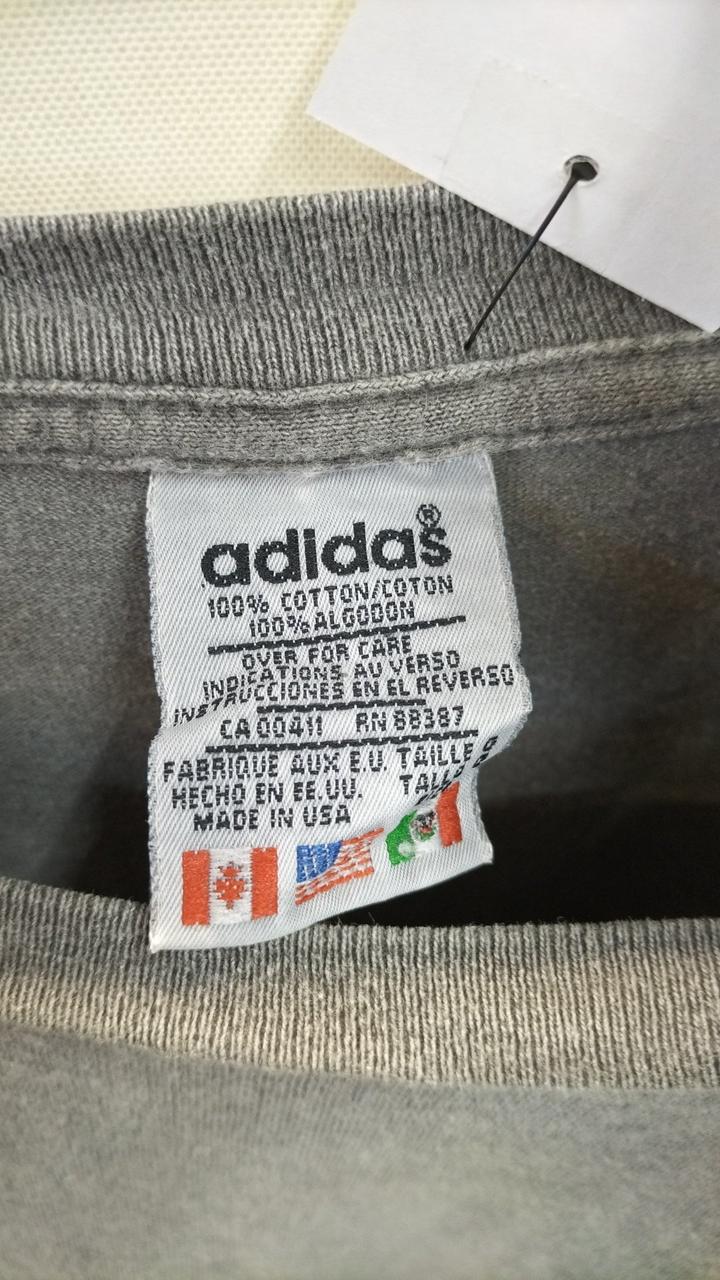 adidas®
100% COTTON/COTON
100% ALGODON
OVER FOR CARE
INDICATIONS AU VERSO
INSTRUCCIONES EN EL REVERSO
CA 00411 RN 88387
FABRIQUE AUX E.U. TAILLE
HECHO EN EE.UU.
MADE IN USA